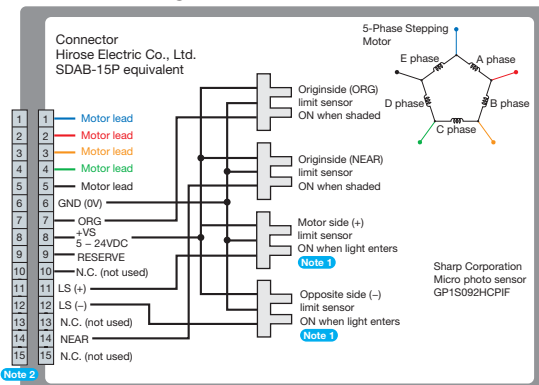 Connector
Hirose Electric Co., Ltd.
SDAB-15P equivalent
5-Phase Stepping
Motor
E phase
A phase
D phase
B phase
C phase
1 1 Motor lead
2 2 Motor lead
3 3 Motor lead
4 4 Motor lead
5 5 Motor lead
6 6 GND (0V)
7 7 ORG
8 8 +VS
5 – 24VDC
9 9 RESERVE
10 10 N.C. (not used)
11 11 LS (+)
12 12 LS (−)
13 13 N.C. (not used)
14 14 NEAR
15 15 N.C. (not used)
Note 2
Originside (ORG)
limit sensor
ON when shaded
Originside (NEAR)
limit sensor
ON when shaded
Motor side (+)
limit sensor
ON when light enters
Note 1
Opposite side (−)
limit sensor
ON when light enters
Note 1
Sharp Corporation
Micro photo sensor
GP1S092HCPIF